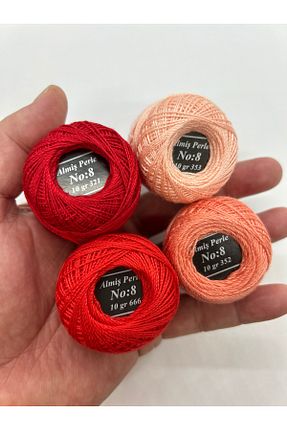 Almiş Perle
No:8
10 gr 321
Almiş Perle
No:8
10 gr 353
Almiş Perle
No:8
10 gr 666
Almiş Perle
No:8
10 gr 352